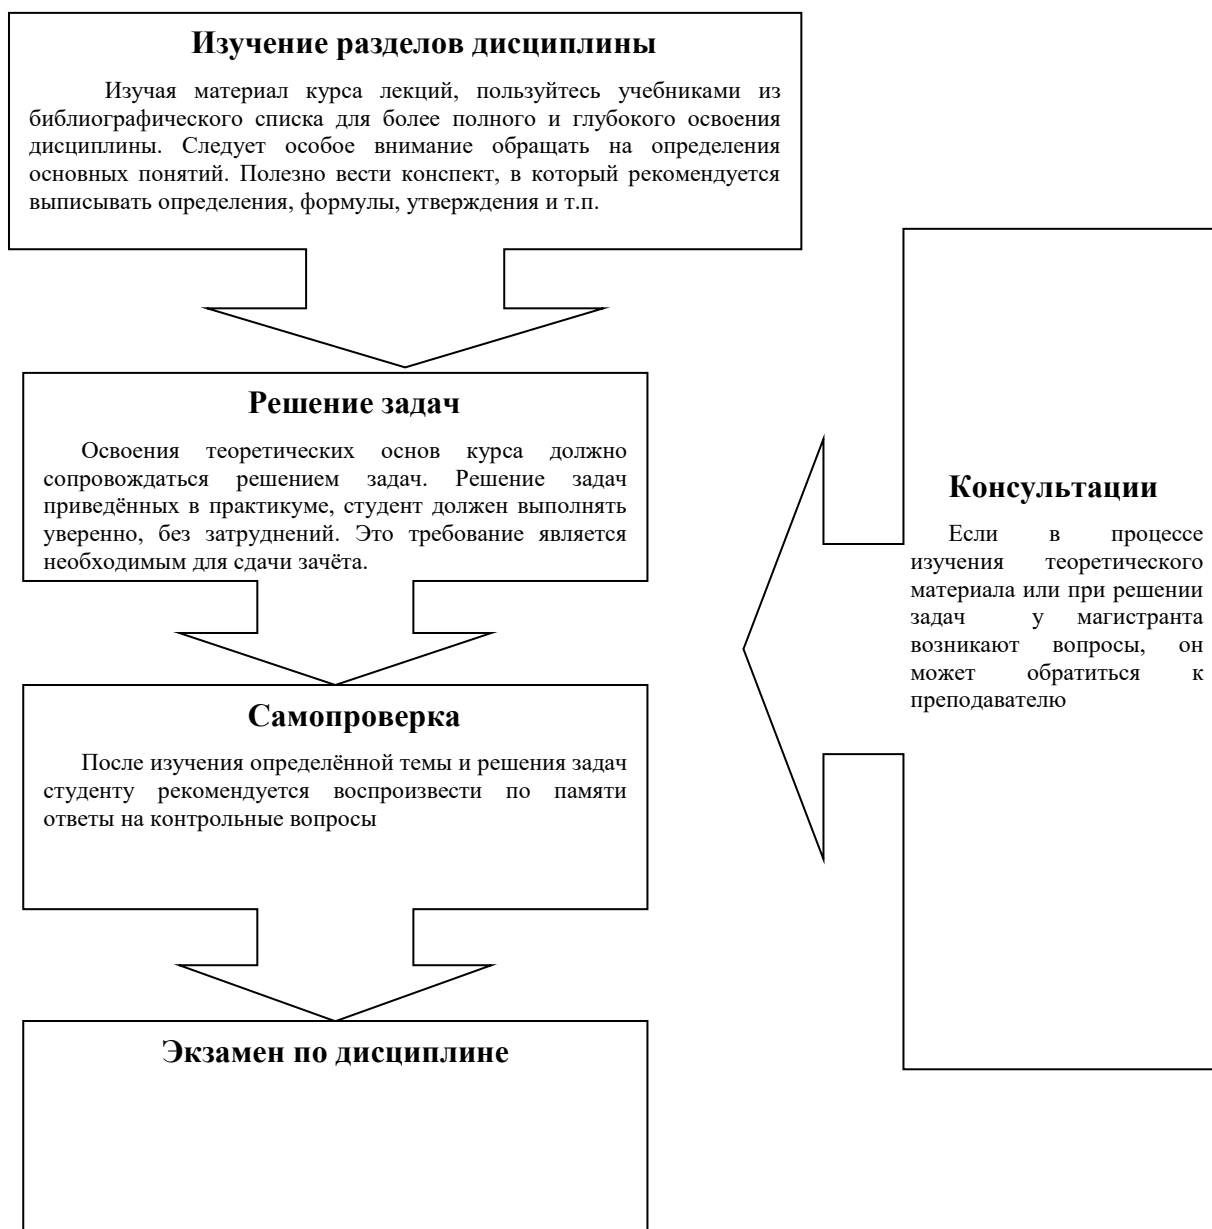 Изучение разделов дисциплины
Изучая материал курса лекций, пользуйтесь учебниками из
библиографического списка для более полного и глубокого освоения
дисциплины. Следует особое внимание обращать на определения
основных понятий. Полезно вести конспект, в который рекомендуется
выписывать определения, формулы, утверждения и т.п.
Решение задач
Освоения теоретических основ курса должно
сопровождаться решением задач. Решение задач
приведённых в практикуме, студент должен выполнять
уверенно, без затруднений. Это требование является
необходимым для сдачи зачёта.
Самопроверка
После изучения определённой темы и решения задач
студенту рекомендуется воспроизвести по памяти
ответы на контрольные вопросы
Экзамен по дисциплине
Консультации
Если в процессе
изучения теоретического
материала или при решении
задач у магистранта
возникают вопросы, он
может обратиться к
преподавателю